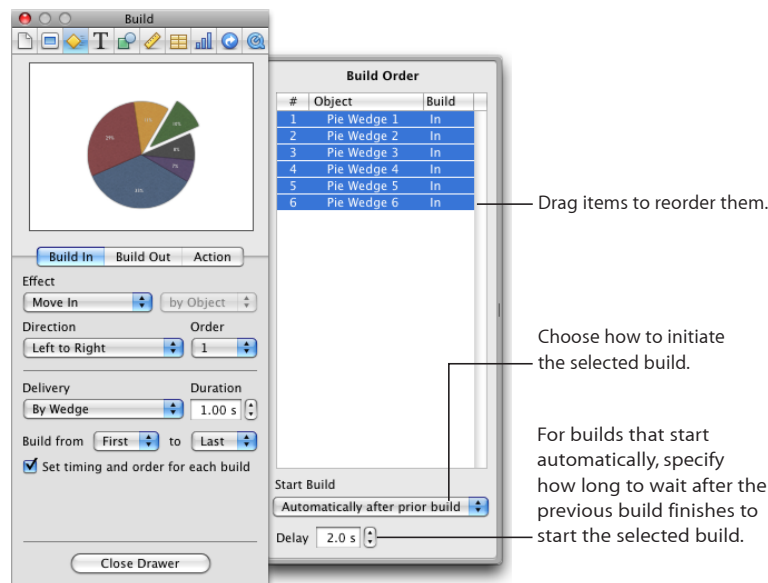 Build
T
29%
33%
Build In Build Out Action
Effect
Move In by Object
Direction Order
Left to Right 1
Delivery Duration
By Wedge 1.00 s
Build from First to Last
Set timing and order for each build
Close Drawer
Build Order
# Object Build
1 Pie Wedge 1 In
2 Pie Wedge 2 In
3 Pie Wedge 3 In
4 Pie Wedge 4 In
5 Pie Wedge 5 In
6 Pie Wedge 6 In
Start Build
Automatically after prior build
Delay 2.0 s
Drag items to reorder them.
Choose how to initiate
the selected build.
For builds that start
automatically, specify
how long to wait after the
previous build finishes to
start the selected build.